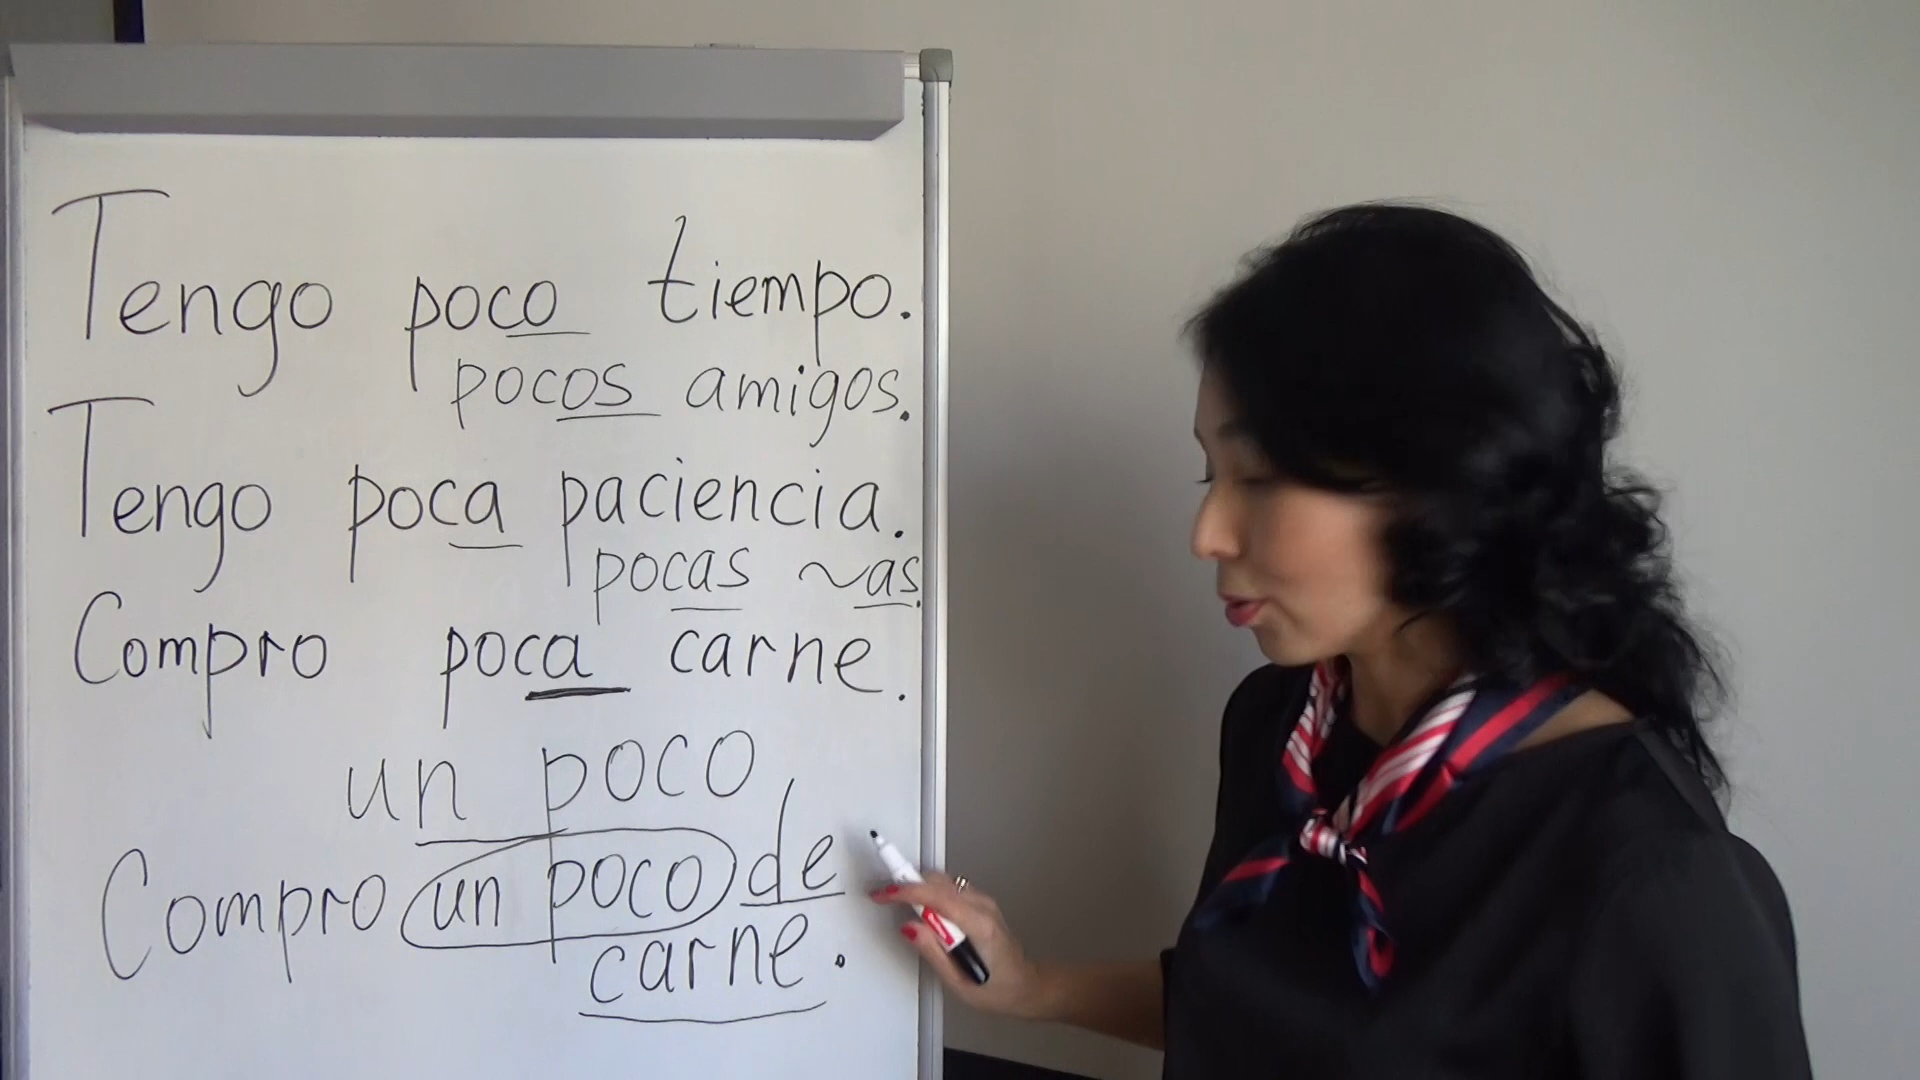 Tengo poco tiempo.
pocos amigos.
Tengo poca paciencia.
pocas ~as.
Compro poca carne.
un poco
Compro un poco de
carne.